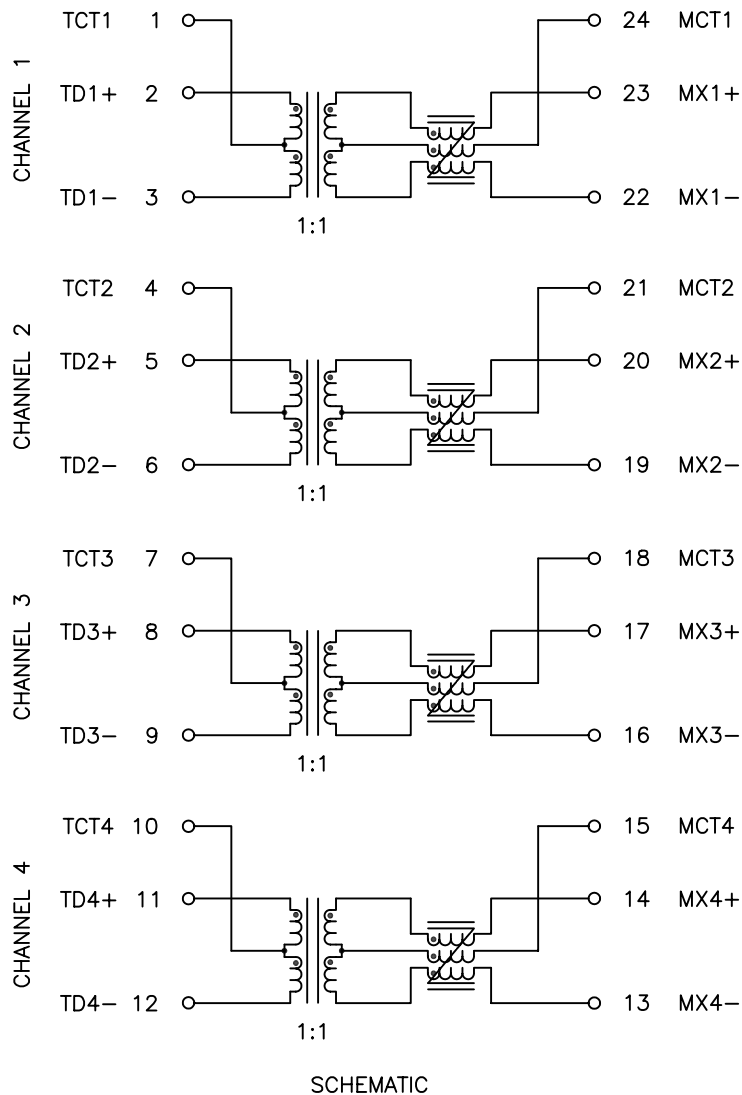 CHANNEL 1
TCT1 1 24 MCT1
TD1+ 2 23 MX1+
TD1− 3 22 MX1−
1:1
CHANNEL 2
TCT2 4 21 MCT2
TD2+ 5 20 MX2+
TD2− 6 19 MX2−
1:1
CHANNEL 3
TCT3 7 18 MCT3
TD3+ 8 17 MX3+
TD3− 9 16 MX3−
1:1
CHANNEL 4
TCT4 10 15 MCT4
TD4+ 11 14 MX4+
TD4− 12 13 MX4−
1:1
SCHEMATIC